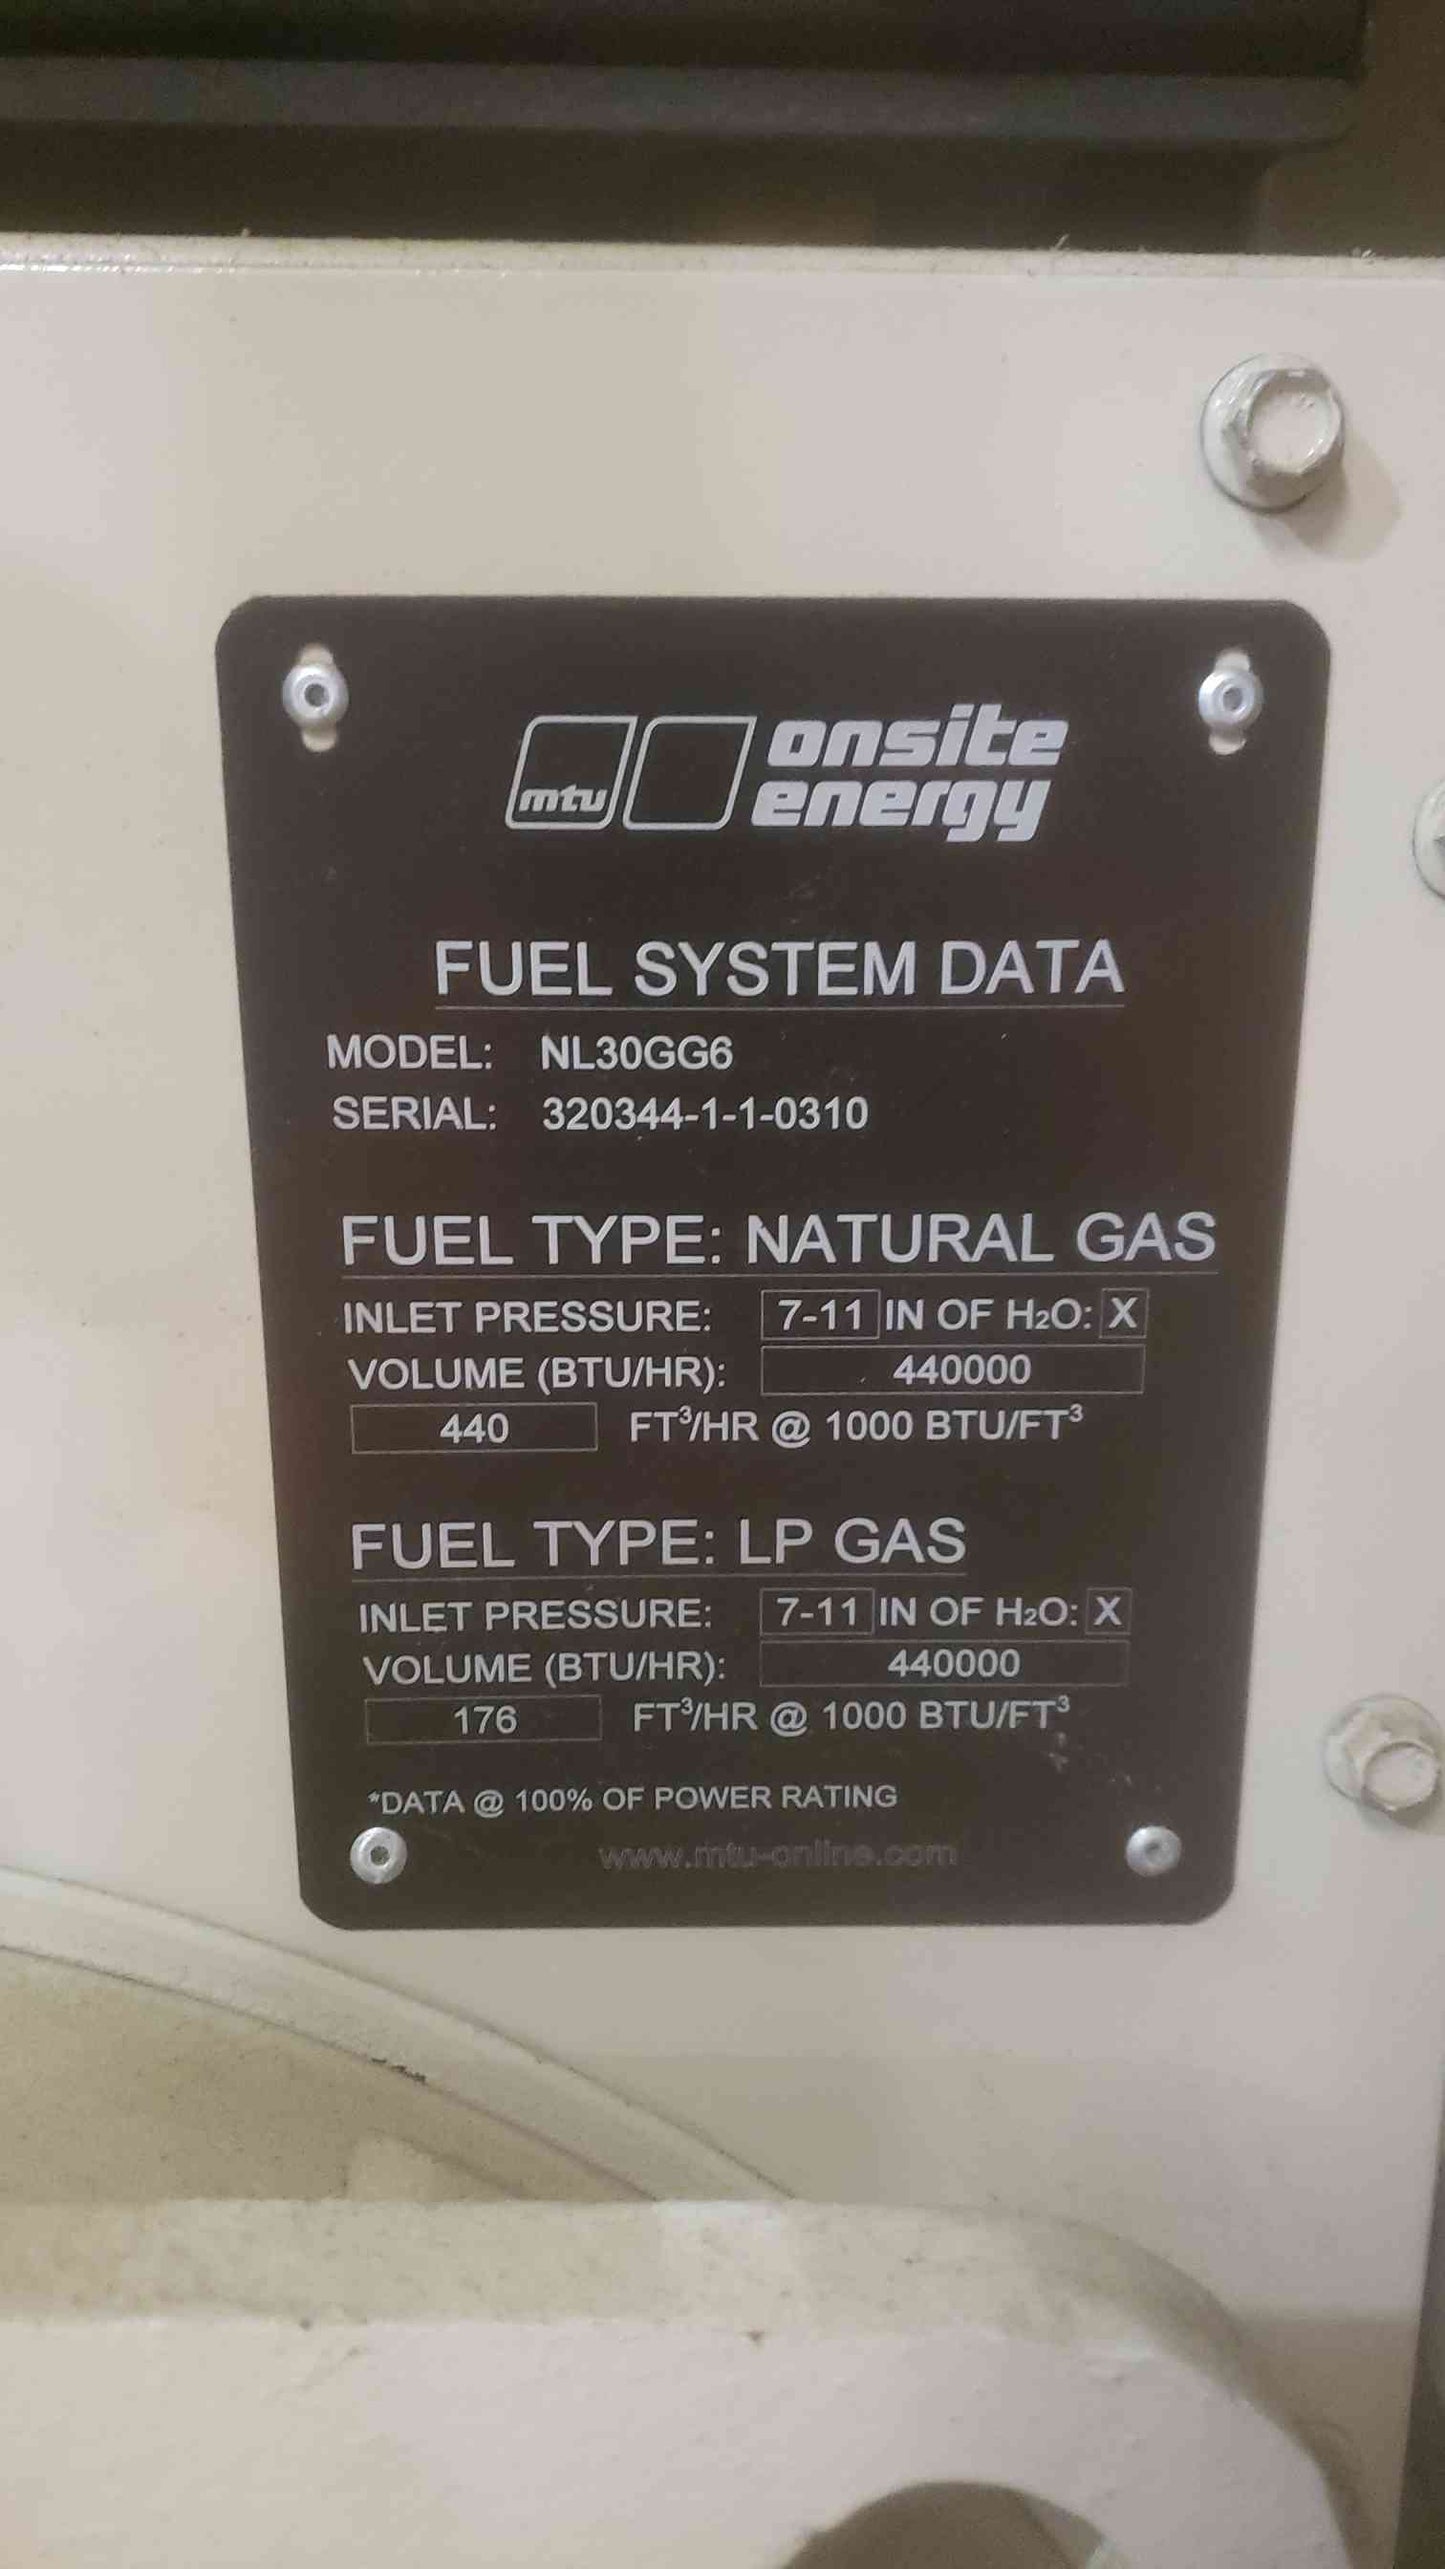 mtu onsite
energy
FUEL SYSTEM DATA
MODEL: NL30GG6
SERIAL: 320344-1-1-0310
FUEL TYPE: NATURAL GAS
INLET PRESSURE: 7-11 IN OF H₂O: X
VOLUME (BTU/HR): 440000
440 FT³/HR @ 1000 BTU/FT³
FUEL TYPE: LP GAS
INLET PRESSURE: 7-11 IN OF H₂O: X
VOLUME (BTU/HR): 440000
176 FT³/HR @ 1000 BTU/FT³
*DATA @ 100% OF POWER RATING
www.mtu-online.com